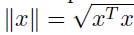 ‖x‖ = √(xᵀx)